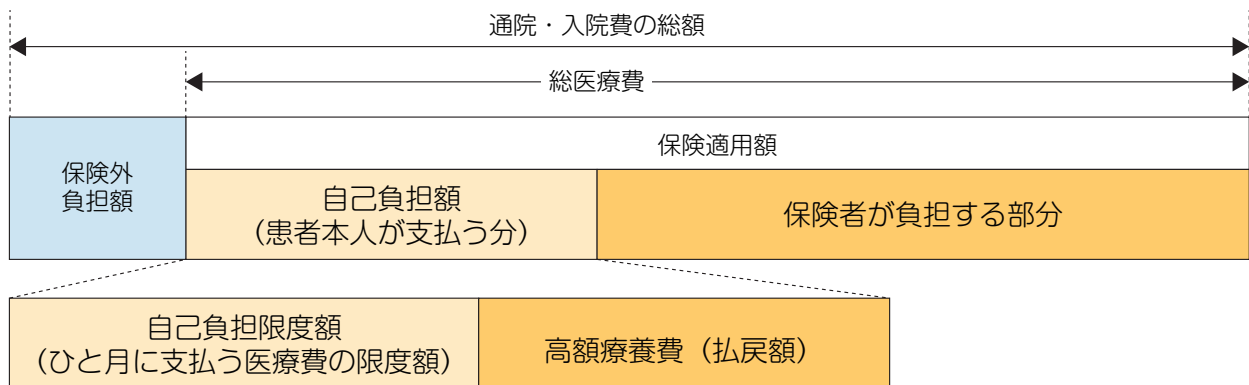 通院・入院費の総額
総医療費
保険適用額
保険外
負担額
自己負担額
(患者本人が支払う分)
保険者が負担する部分
自己負担限度額
(ひと月に支払う医療費の限度額)
高額療養費（払戻額）